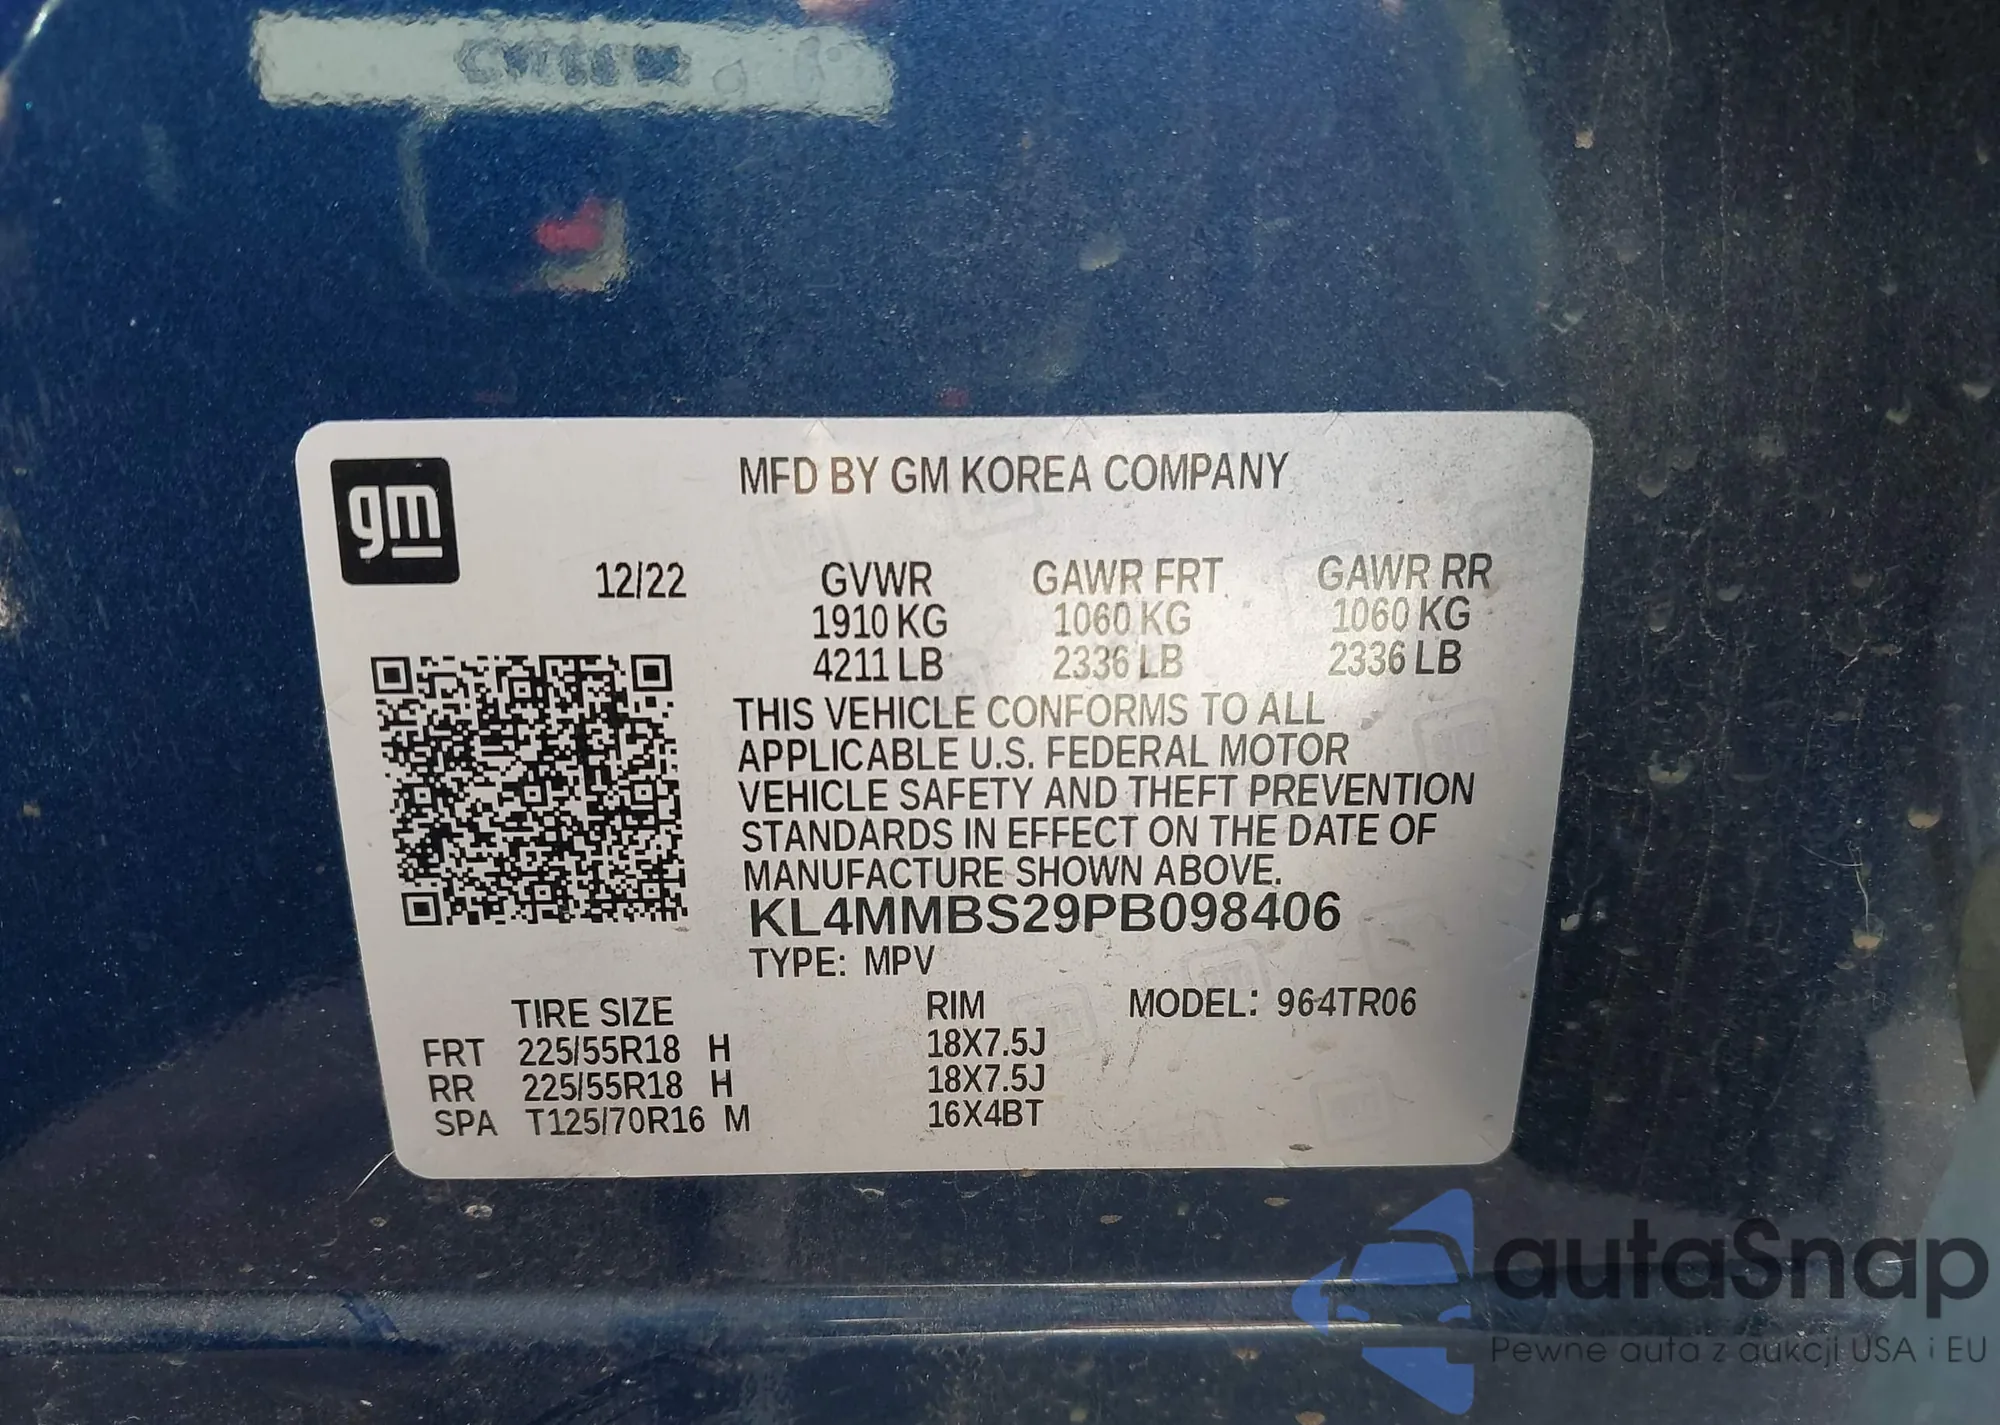 gm
MFD BY GM KOREA COMPANY
12/22 GVWR GAWR FRT GAWR RR
1910 KG 1060 KG 1060 KG
4211 LB 2336 LB 2336 LB
THIS VEHICLE CONFORMS TO ALL
APPLICABLE U.S. FEDERAL MOTOR
VEHICLE SAFETY AND THEFT PREVENTION
STANDARDS IN EFFECT ON THE DATE OF
MANUFACTURE SHOWN ABOVE.
KL4MMBS29PB098406
TYPE: MPV
TIRE SIZE RIM MODEL: 964TR06
FRT 225/55R18 H 18X7.5J
RR 225/55R18 H 18X7.5J
SPA T125/70R16 M 16X4BT
autaSnap
Pewne auta z aukcji USA i EU